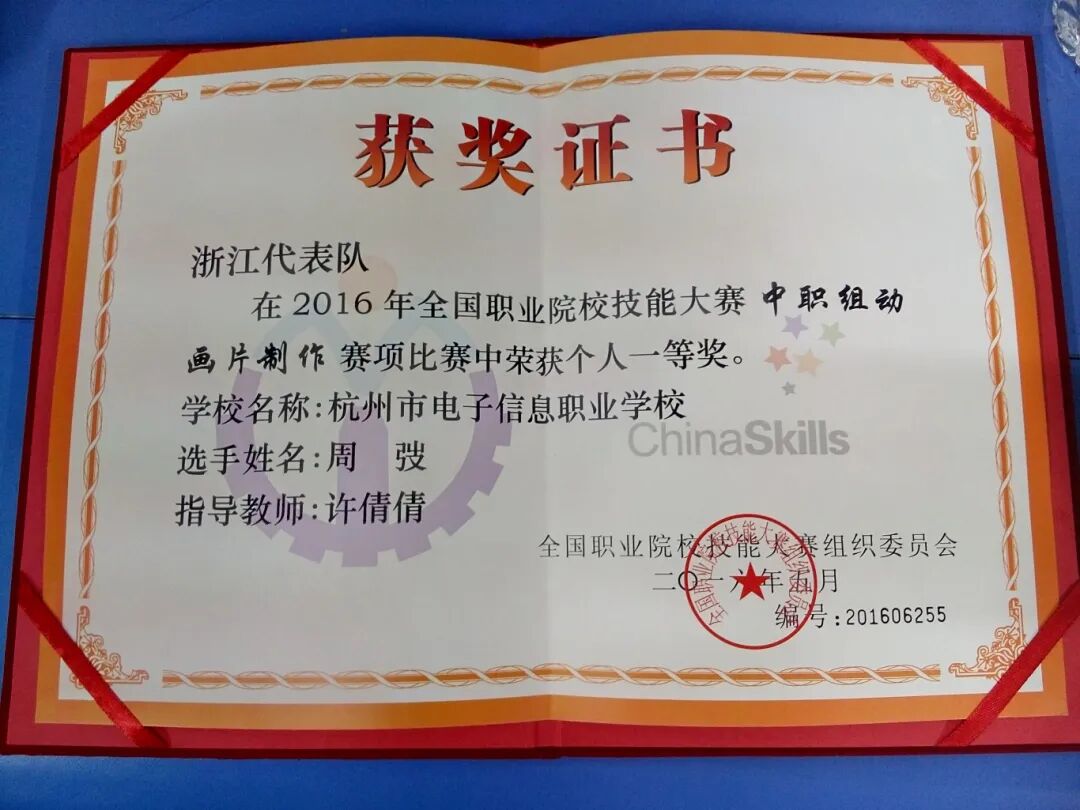 获奖证书
浙江代表队
在2016年全国职业院校技能大赛 中职组动
画片制作 赛项比赛中荣获个人一等奖。
学校名称:杭州市电子信息职业学校
ChinaSkills
选手姓名:周 弢
指导教师:许倩倩
全国职业院校技能大赛组织委员会
二〇一六年五月
编号:201606255